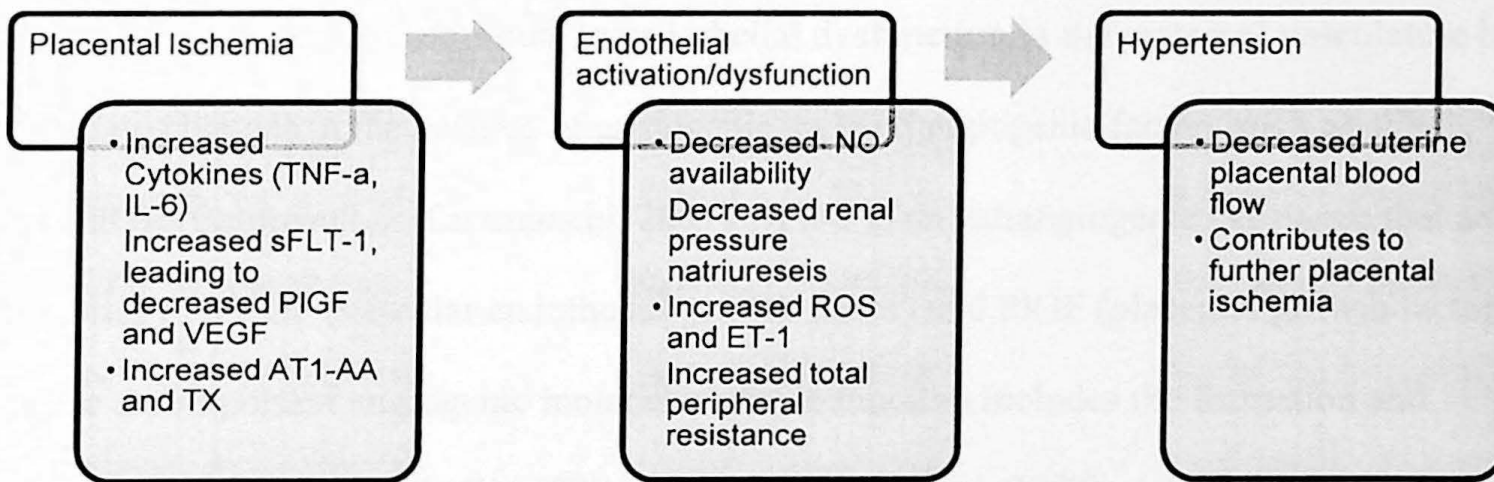 Placental Ischemia
• Increased
Cytokines (TNF-a,
IL-6)
Increased sFLT-1,
leading to
decreased PIGF
and VEGF
• Increased AT1-AA
and TX
Endothelial
activation/dysfunction
• Decreased NO
availability
Decreased renal
pressure
natriureseis
• Increased ROS
and ET-1
Increased total
peripheral
resistance
Hypertension
• Decreased uterine
placental blood
flow
• Contributes to
further placental
ischemia